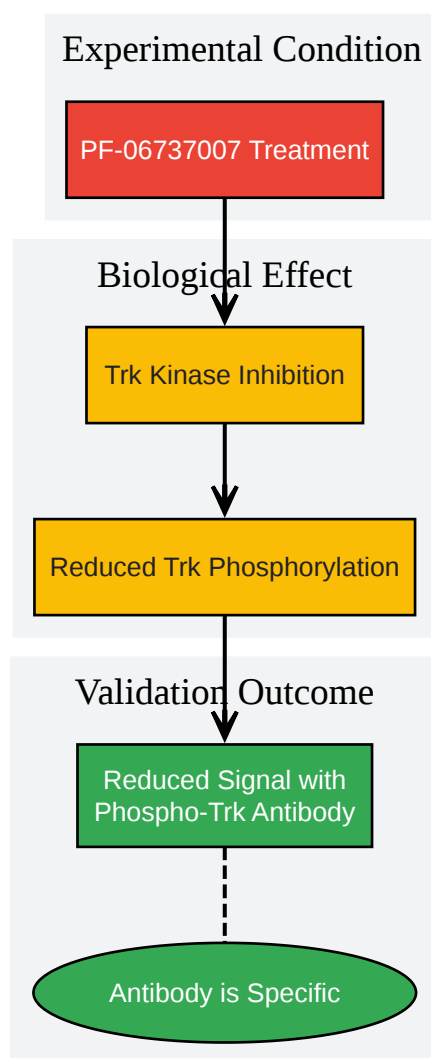 Experimental Condition
PF-06737007 Treatment
Biological Effect
Trk Kinase Inhibition
Reduced Trk Phosphorylation
Validation Outcome
Reduced Signal with
Phospho-Trk Antibody
Antibody is Specific